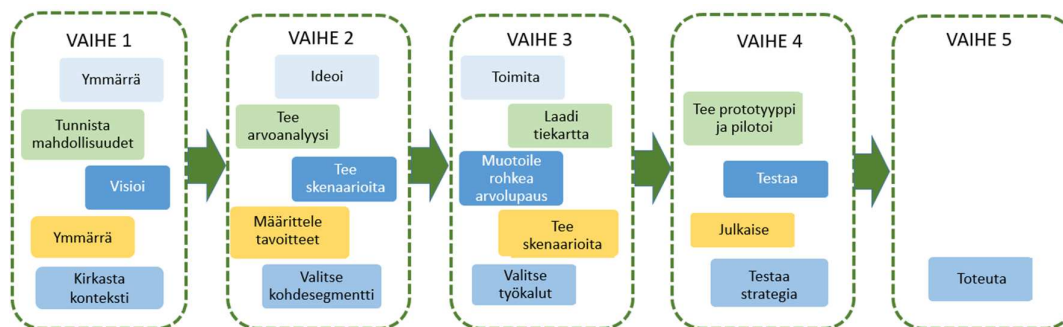 VAIHE 1
Ymmärrä
Tunnista
mahdollisuudet
Visioi
Ymmärrä
Kirkasta
konteksti
VAIHE 2
Ideoi
Tee
arvoanalyysi
Tee
skenaarioita
Määrittele
tavoitteet
Valitse
kohdesegmentti
VAIHE 3
Toimita
Laadi
tiekartta
Muotoile
rohkea
arvolupaus
Tee
skenaarioita
Valitse
työkalut
VAIHE 4
Tee prototyyppi
ja pilotoi
Testaa
Julkaise
Testaa
strategia
VAIHE 5
Toteuta